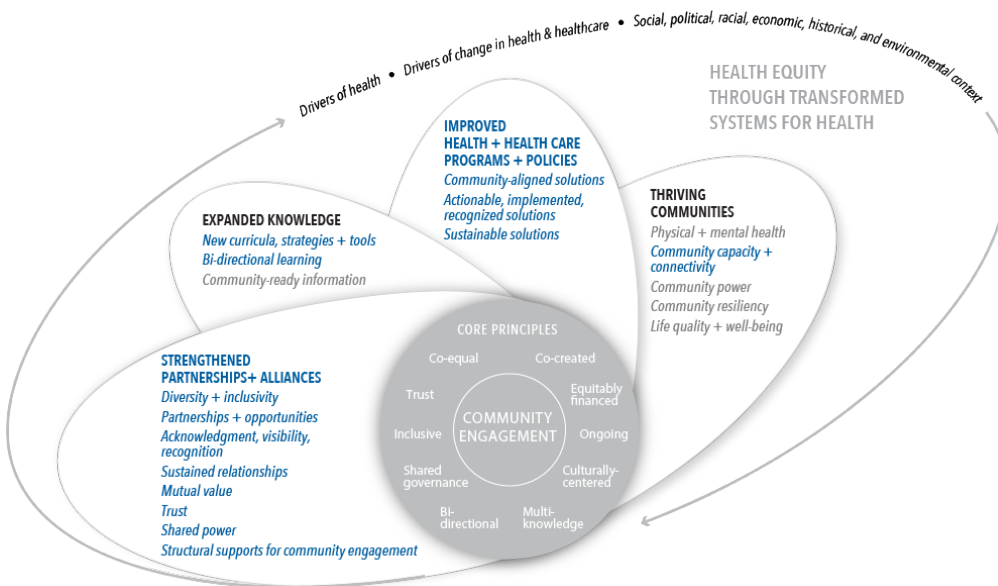 Drivers of health • Drivers of change in health & healthcare • Social, political, racial, economic, historical, and environmental context
HEALTH EQUITY
THROUGH TRANSFORMED
SYSTEMS FOR HEALTH
IMPROVED
HEALTH + HEALTH CARE
PROGRAMS + POLICIES
Community-aligned solutions
Actionable, implemented,
recognized solutions
Sustainable solutions
THRIVING
COMMUNITIES
Physical + mental health
Community capacity +
connectivity
Community power
Community resiliency
Life quality + well-being
EXPANDED KNOWLEDGE
New curricula, strategies + tools
Bi-directional learning
Community-ready information
STRENGTHENED
PARTNERSHIPS+ ALLIANCES
Diversity + inclusivity
Partnerships + opportunities
Acknowledgment, visibility,
recognition
Sustained relationships
Mutual value
Trust
Shared power
Structural supports for community engagement
CORE PRINCIPLES
Co-equal
Co-created
Trust
Equitably
financed
Inclusive
COMMUNITY
ENGAGEMENT
Ongoing
Shared
governance
Culturally-
centered
Bi-
directional
Multi-
knowledge